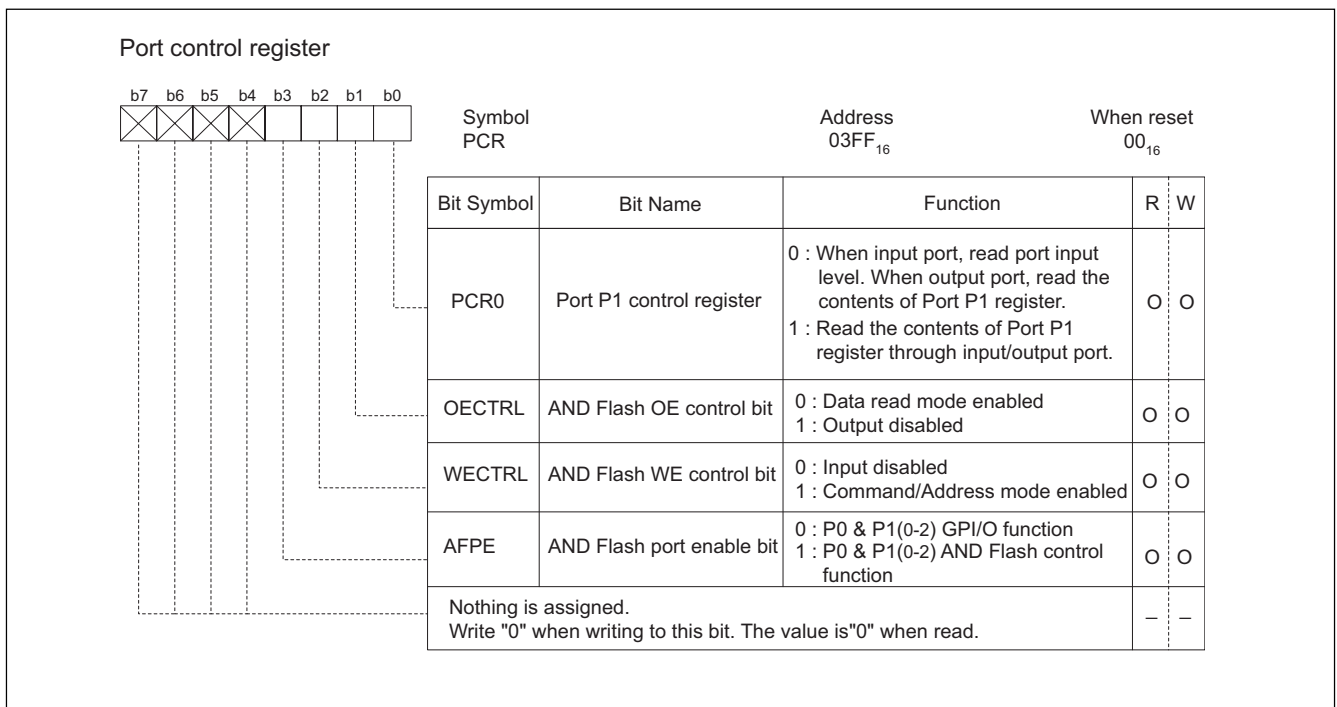 Port control register
b7 b6 b5 b4 b3 b2 b1 b0
Symbol Address When reset
PCR 03FF16 0016
Bit Symbol Bit Name Function R W
PCR0 Port P1 control register
0 : When input port, read port input
level. When output port, read the
contents of Port P1 register.
1 : Read the contents of Port P1
register through input/output port.
O O
OECTRL AND Flash OE control bit
0 : Data read mode enabled
1 : Output disabled
O O
WECTRL AND Flash WE control bit
0 : Input disabled
1 : Command/Address mode enabled
O O
AFPE AND Flash port enable bit
0 : P0 & P1(0-2) GPI/O function
1 : P0 & P1(0-2) AND Flash control
function
O O
Nothing is assigned.
Write "0" when writing to this bit. The value is"0" when read.
– –